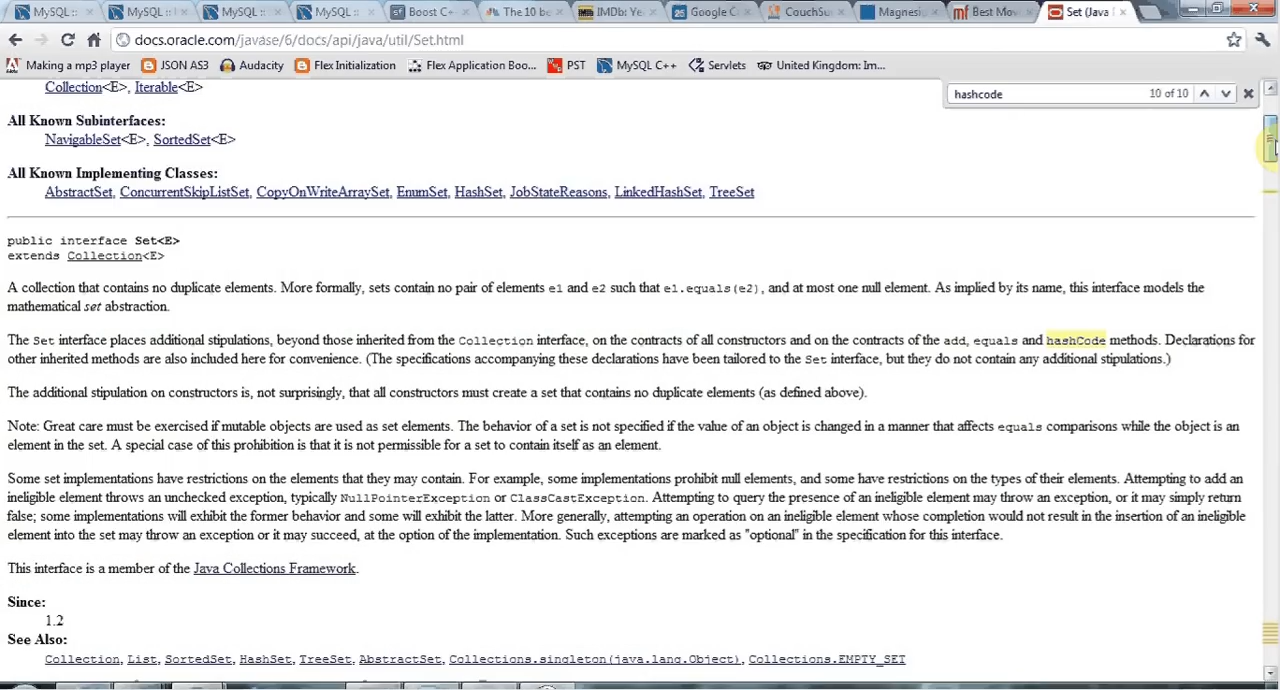 MySQL ::
MySQL :: 
MySQL ::
MySQL ::
Boost C+
The 10 be
IMDb: Ye
Google C
CouchSu
Magnesiu
Best Mov
Set (Java
docs.oracle.com/javase/6/docs/api/java/util/Set.html
Making a mp3 player JSON AS3 Audacity Flex Initialization Flex Application Boo... PST MySQL C++ Servlets United Kingdom: Im...
hashcode 10 of 10
Collection<E>, Iterable<E>
All Known Subinterfaces:
NavigableSet<E>, SortedSet<E>
All Known Implementing Classes:
AbstractSet, ConcurrentSkipListSet, CopyOnWriteArraySet, EnumSet, HashSet, JobStateReasons, LinkedHashSet, TreeSet
public interface Set<E>
extends Collection<E>
A collection that contains no duplicate elements. More formally, sets contain no pair of elements e1 and e2 such that e1.equals(e2), and at most one null element. As implied by its name, this interface models the
mathematical set abstraction.
The Set interface places additional stipulations, beyond those inherited from the Collection interface, on the contracts of all constructors and on the contracts of the add, equals and hashCode methods. Declarations for
other inherited methods are also included here for convenience. (The specifications accompanying these declarations have been tailored to the Set interface, but they do not contain any additional stipulations.)
The additional stipulation on constructors is, not surprisingly, that all constructors must create a set that contains no duplicate elements (as defined above).
Note: Great care must be exercised if mutable objects are used as set elements. The behavior of a set is not specified if the value of an object is changed in a manner that affects equals comparisons while the object is an
element in the set. A special case of this prohibition is that it is not permissible for a set to contain itself as an element.
Some set implementations have restrictions on the elements that they may contain. For example, some implementations prohibit null elements, and some have restrictions on the types of their elements. Attempting to add an
ineligible element throws an unchecked exception, typically NullPointerException or ClassCastException. Attempting to query the presence of an ineligible element may throw an exception, or it may simply return
false; some implementations will exhibit the former behavior and some will exhibit the latter. More generally, attempting an operation on an ineligible element whose completion would not result in the insertion of an ineligible
element into the set may throw an exception or it may succeed, at the option of the implementation. Such exceptions are marked as "optional" in the specification for this interface.
This interface is a member of the Java Collections Framework.
Since:
1.2
See Also:
Collection, List, SortedSet, HashSet, TreeSet, AbstractSet, Collections.singleton(java.lang.Object), Collections.EMPTY_SET